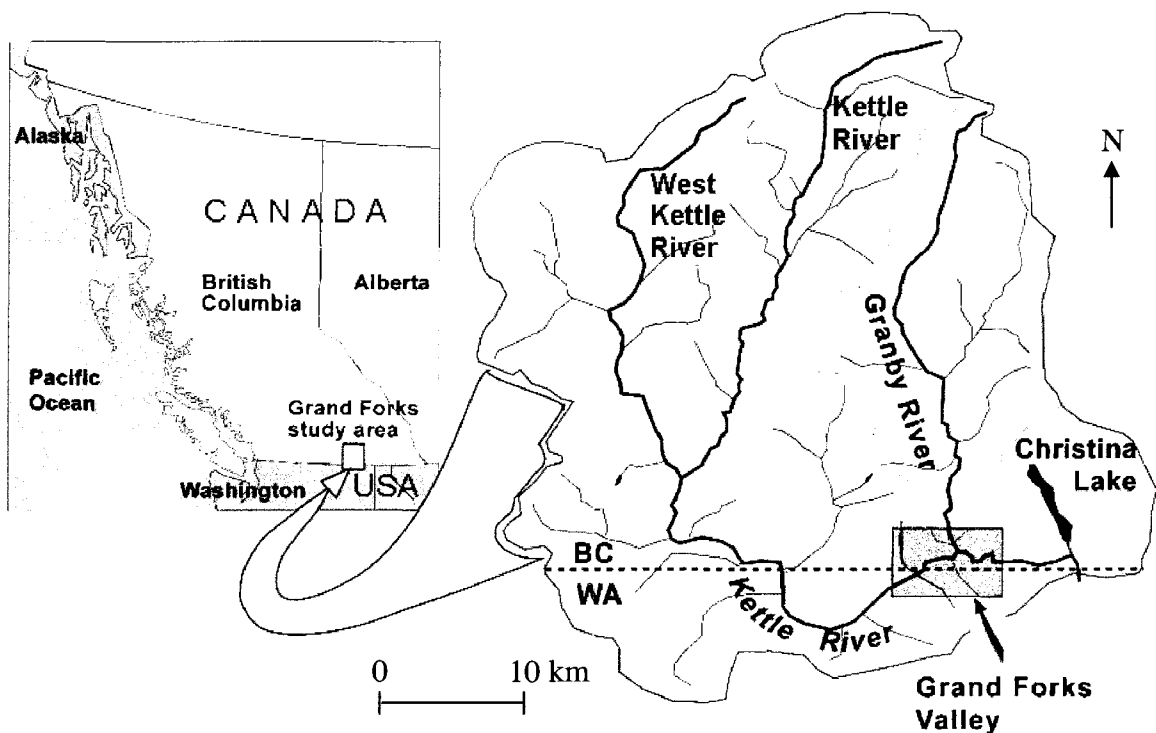 Alaska
CANADA
British
Columbia
Alberta
Pacific
Ocean
Grand Forks
study area
Washington
USA
Kettle
River
West
Kettle
River
N
Granby River
Christina
Lake
BC
WA
Kettle River
0 10 km
Grand Forks
Valley